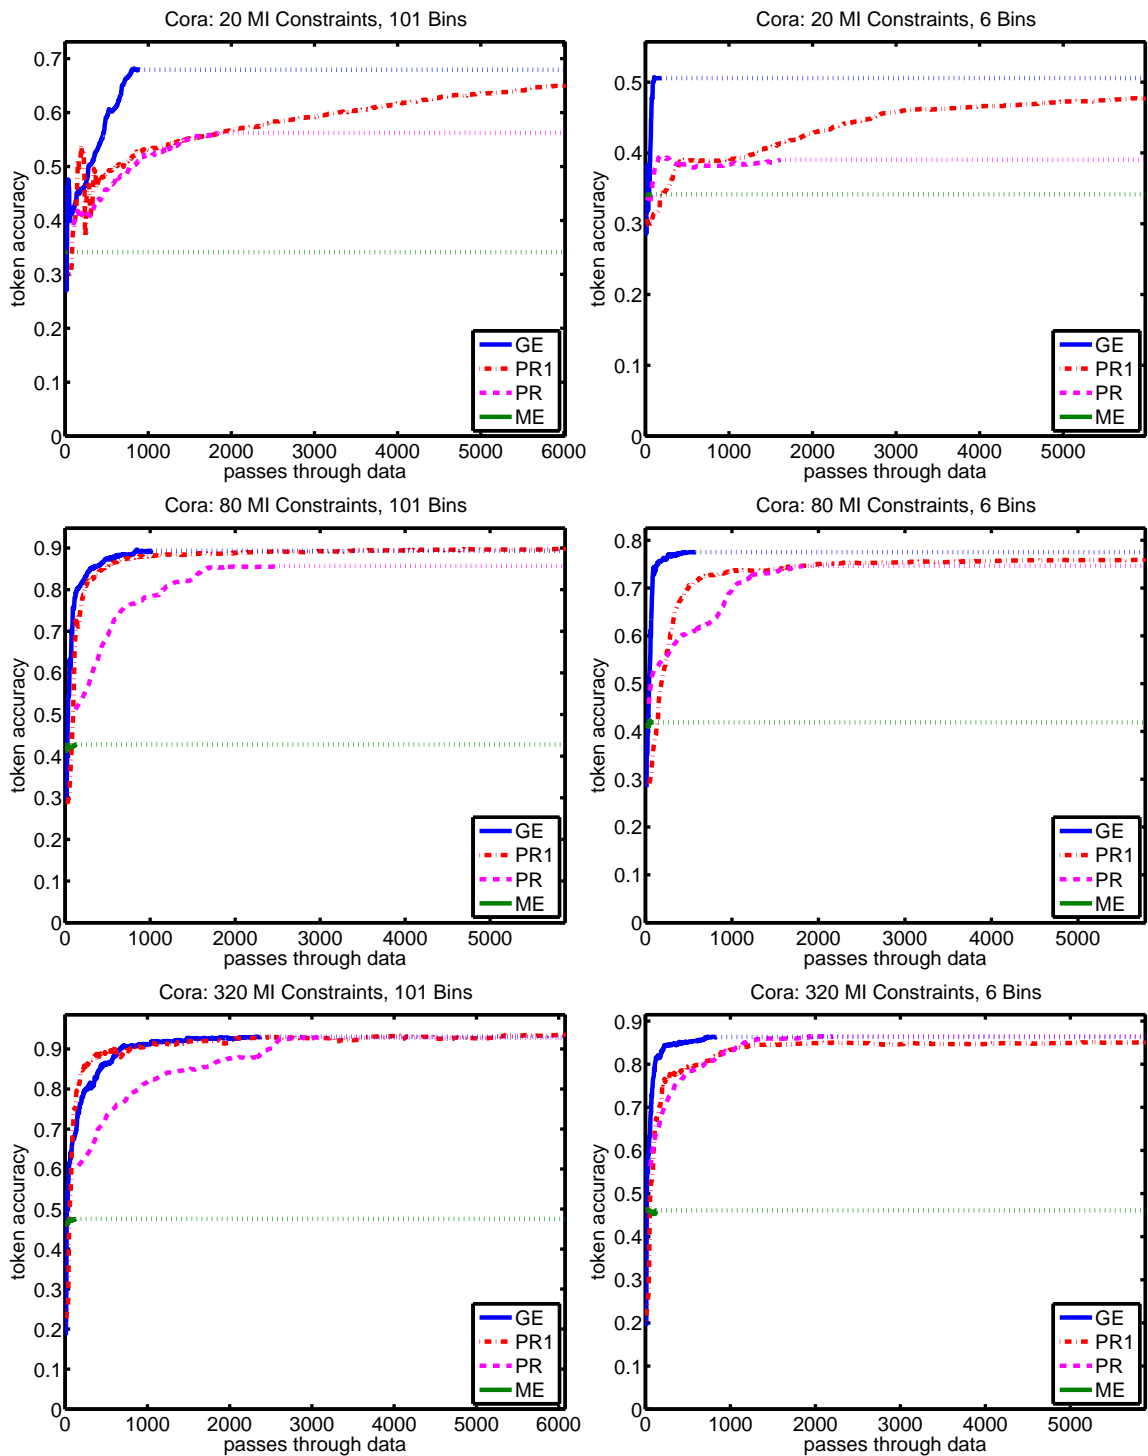 Cora: 20 MI Constraints, 101 Bins
token accuracy
0.7
0.6
0.5
0.4
0.3
0.2
0.1
0
0 1000 2000 3000 4000 5000 6000
passes through data
GE
PR1
PR
ME
Cora: 20 MI Constraints, 6 Bins
token accuracy
0.5
0.4
0.3
0.2
0.1
0
0 1000 2000 3000 4000 5000
passes through data
GE
PR1
PR
ME
Cora: 80 MI Constraints, 101 Bins
token accuracy
0.9
0.8
0.7
0.6
0.5
0.4
0.3
0.2
0.1
0
0 1000 2000 3000 4000 5000
passes through data
GE
PR1
PR
ME
Cora: 80 MI Constraints, 6 Bins
token accuracy
0.8
0.7
0.6
0.5
0.4
0.3
0.2
0.1
0
0 1000 2000 3000 4000 5000
passes through data
GE
PR1
PR
ME
Cora: 320 MI Constraints, 101 Bins
token accuracy
0.9
0.8
0.7
0.6
0.5
0.4
0.3
0.2
0.1
0
0 1000 2000 3000 4000 5000 6000
passes through data
GE
PR1
PR
ME
Cora: 320 MI Constraints, 6 Bins
token accuracy
0.9
0.8
0.7
0.6
0.5
0.4
0.3
0.2
0.1
0
0 1000 2000 3000 4000 5000
passes through data
GE
PR1
PR
ME